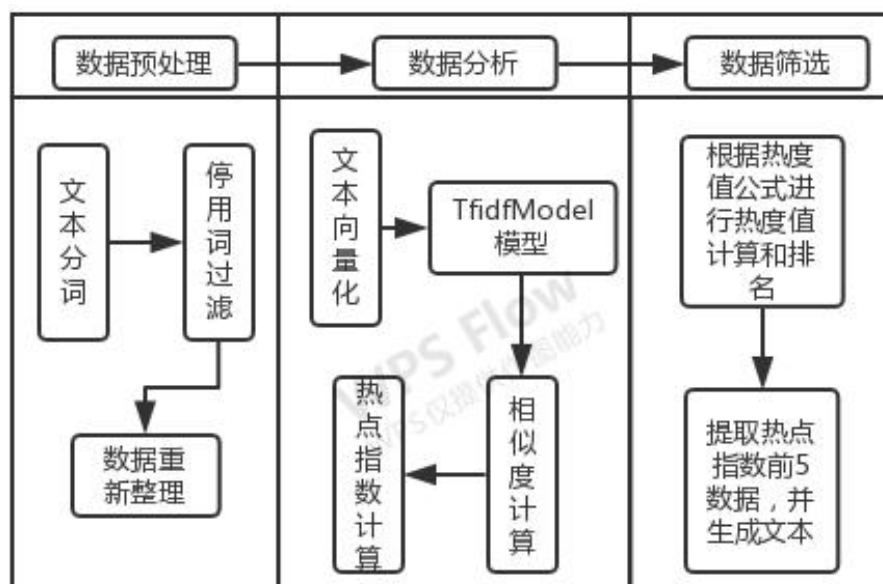 数据预处理
数据分析
数据筛选
文本分词
停用词过滤
数据重
新整理
文本向量化
TfidfModel
模型
相似度计算
热点指数计算
根据热度
值公式进
行热度值
计算和排
名
提取热点
指数前5
数据，并
生成文本
WPS Flow